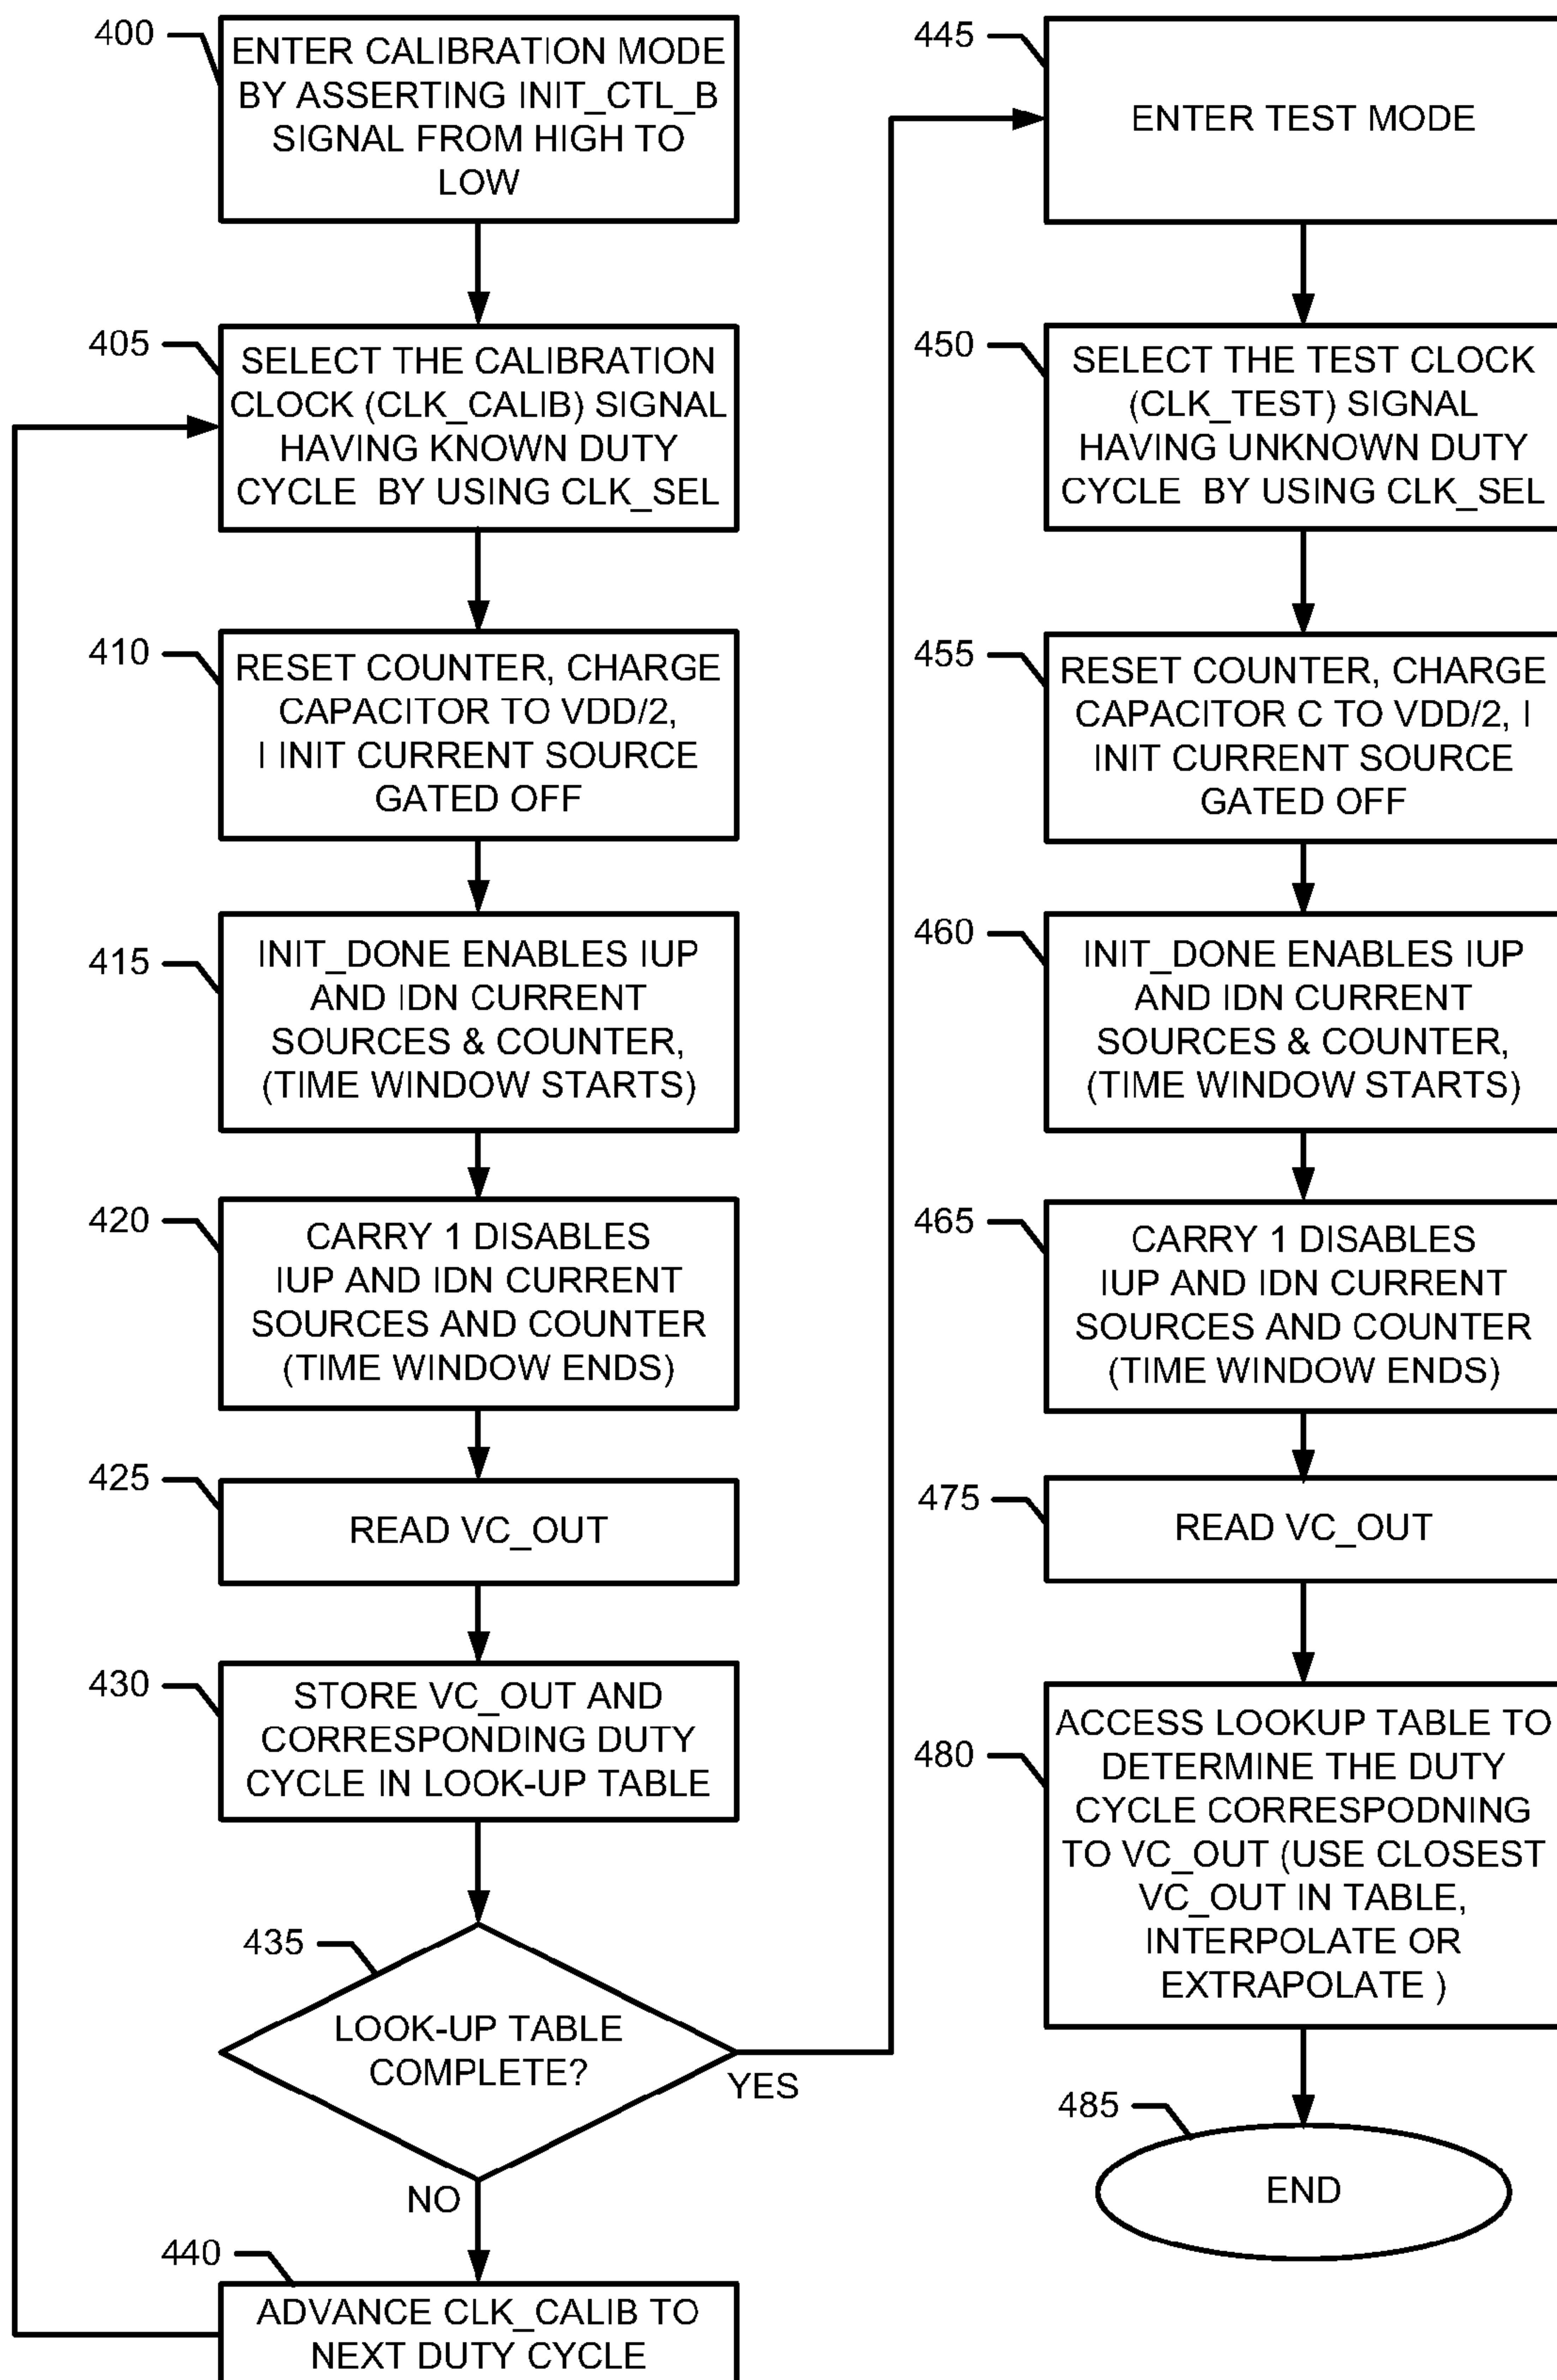 400
ENTER CALIBRATION MODE
BY ASSERTING INIT_CTL_B
SIGNAL FROM HIGH TO
LOW
405
SELECT THE CALIBRATION
CLOCK (CLK_CALIB) SIGNAL
HAVING KNOWN DUTY
CYCLE BY USING CLK_SEL
410
RESET COUNTER, CHARGE
CAPACITOR TO VDD/2,
I INIT CURRENT SOURCE
GATED OFF
415
INIT_DONE ENABLES IUP
AND IDN CURRENT
SOURCES & COUNTER,
(TIME WINDOW STARTS)
420
CARRY 1 DISABLES
IUP AND IDN CURRENT
SOURCES AND COUNTER
(TIME WINDOW ENDS)
425
READ VC_OUT
430
STORE VC_OUT AND
CORRESPONDING DUTY
CYCLE IN LOOK-UP TABLE
435
LOOK-UP TABLE
COMPLETE?
YES
NO
440
ADVANCE CLK_CALIB TO
NEXT DUTY CYCLE
445
ENTER TEST MODE
450
SELECT THE TEST CLOCK
(CLK_TEST) SIGNAL
HAVING UNKNOWN DUTY
CYCLE BY USING CLK_SEL
455
RESET COUNTER, CHARGE
CAPACITOR C TO VDD/2, I
INIT CURRENT SOURCE
GATED OFF
460
INIT_DONE ENABLES IUP
AND IDN CURRENT
SOURCES & COUNTER,
(TIME WINDOW STARTS)
465
CARRY 1 DISABLES
IUP AND IDN CURRENT
SOURCES AND COUNTER
(TIME WINDOW ENDS)
475
READ VC_OUT
480
ACCESS LOOKUP TABLE TO
DETERMINE THE DUTY
CYCLE CORRESPODNING
TO VC_OUT (USE CLOSEST
VC_OUT IN TABLE,
INTERPOLATE OR
EXTRAPOLATE )
485
END